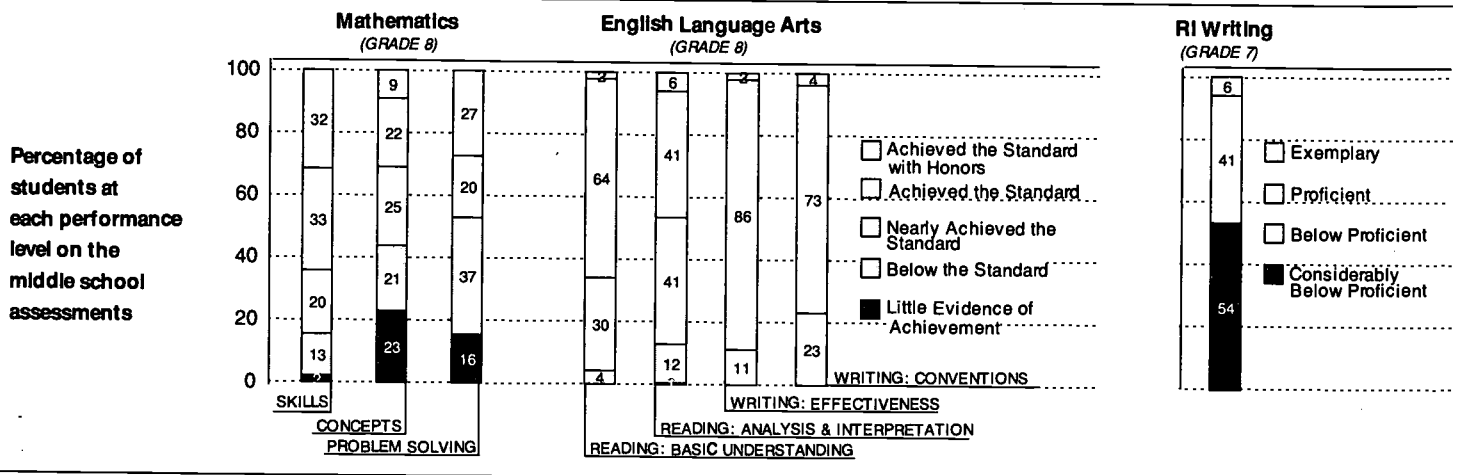 Mathematics
(GRADE 8)
English Language Arts
(GRADE 8)
RI Writing
(GRADE 7)
Percentage of
students at
each performance
level on the
middle school
assessments
100
80
60
40
20
0
32
33
20
13
9
22
25
21
23
27
20
37
16
64
30
4
6
41
41
12
86
11
4
73
23
Achieved the Standard
with Honors
Achieved the Standard
Nearly Achieved the
Standard
Below the Standard
Little Evidence of
Achievement
6
41
54
Exemplary
Proficient
Below Proficient
Considerably
Below Proficient
SKILLS
CONCEPTS
PROBLEM SOLVING
WRITING: CONVENTIONS
WRITING: EFFECTIVENESS
READING: ANALYSIS & INTERPRETATION
READING: BASIC UNDERSTANDING